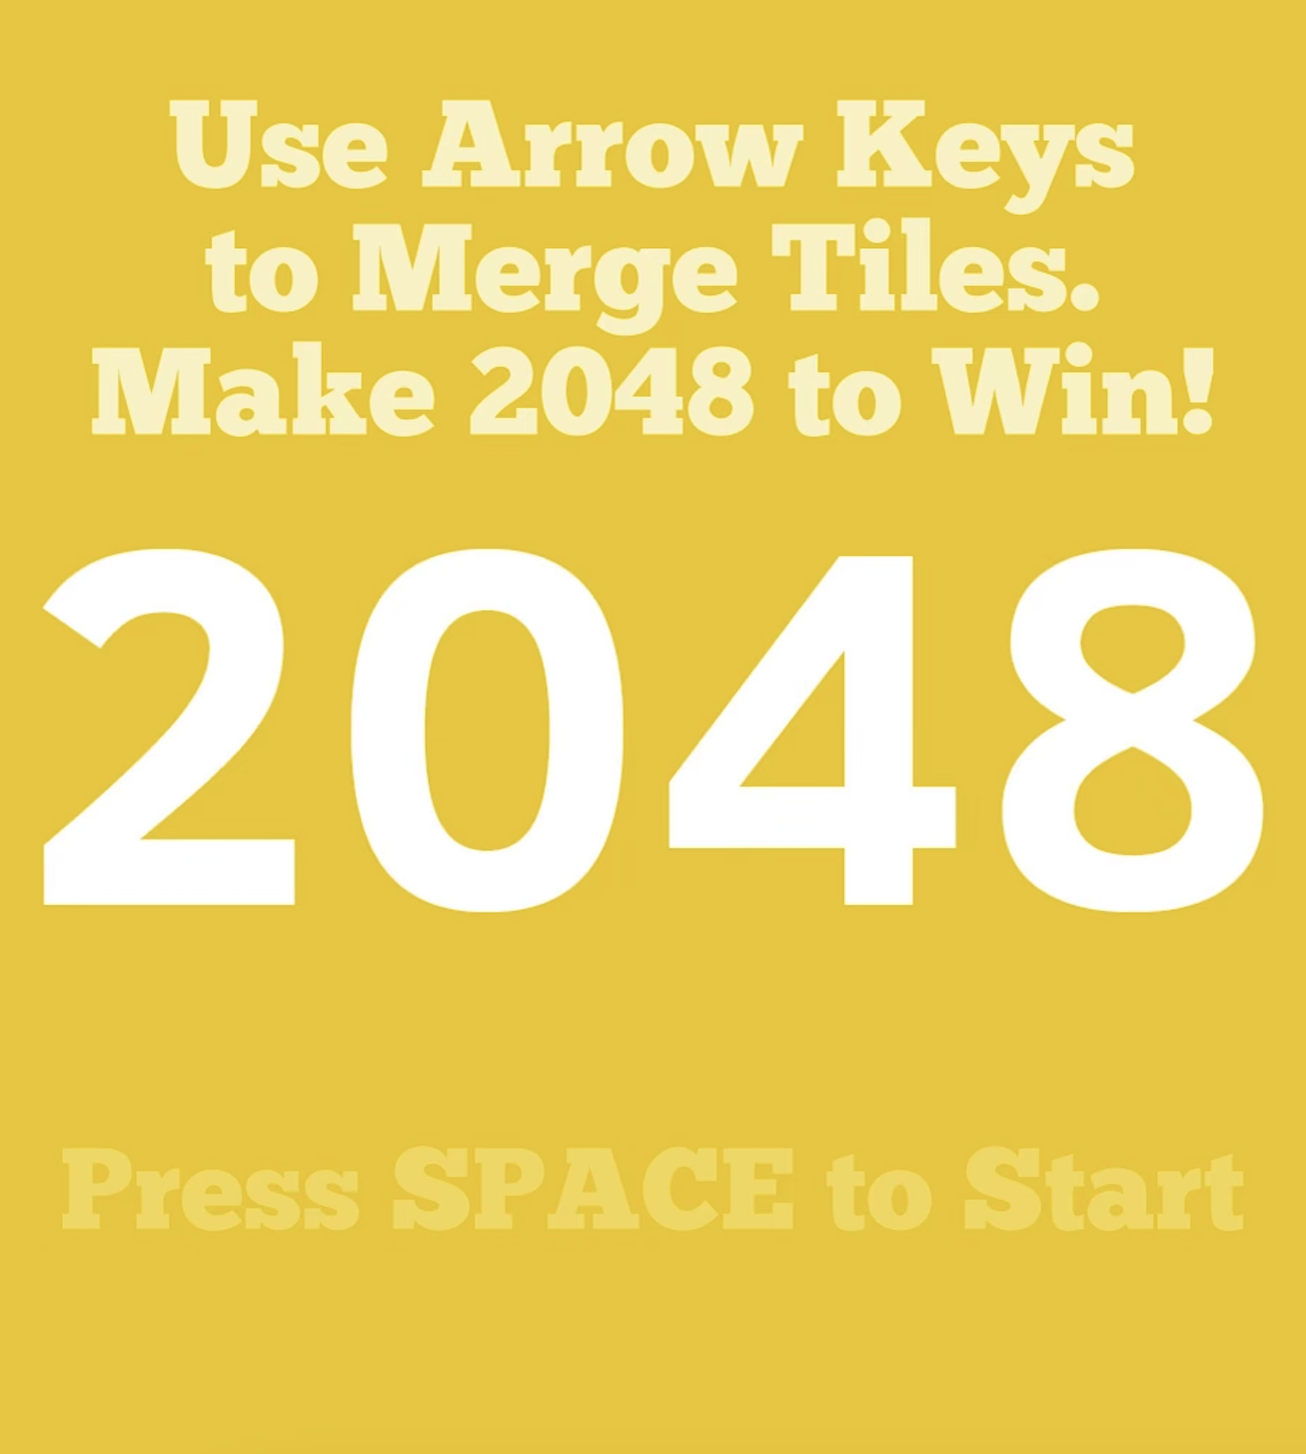 Use Arrow Keys
to Merge Tiles.
Make 2048 to Win!
2048
Press SPACE to Start